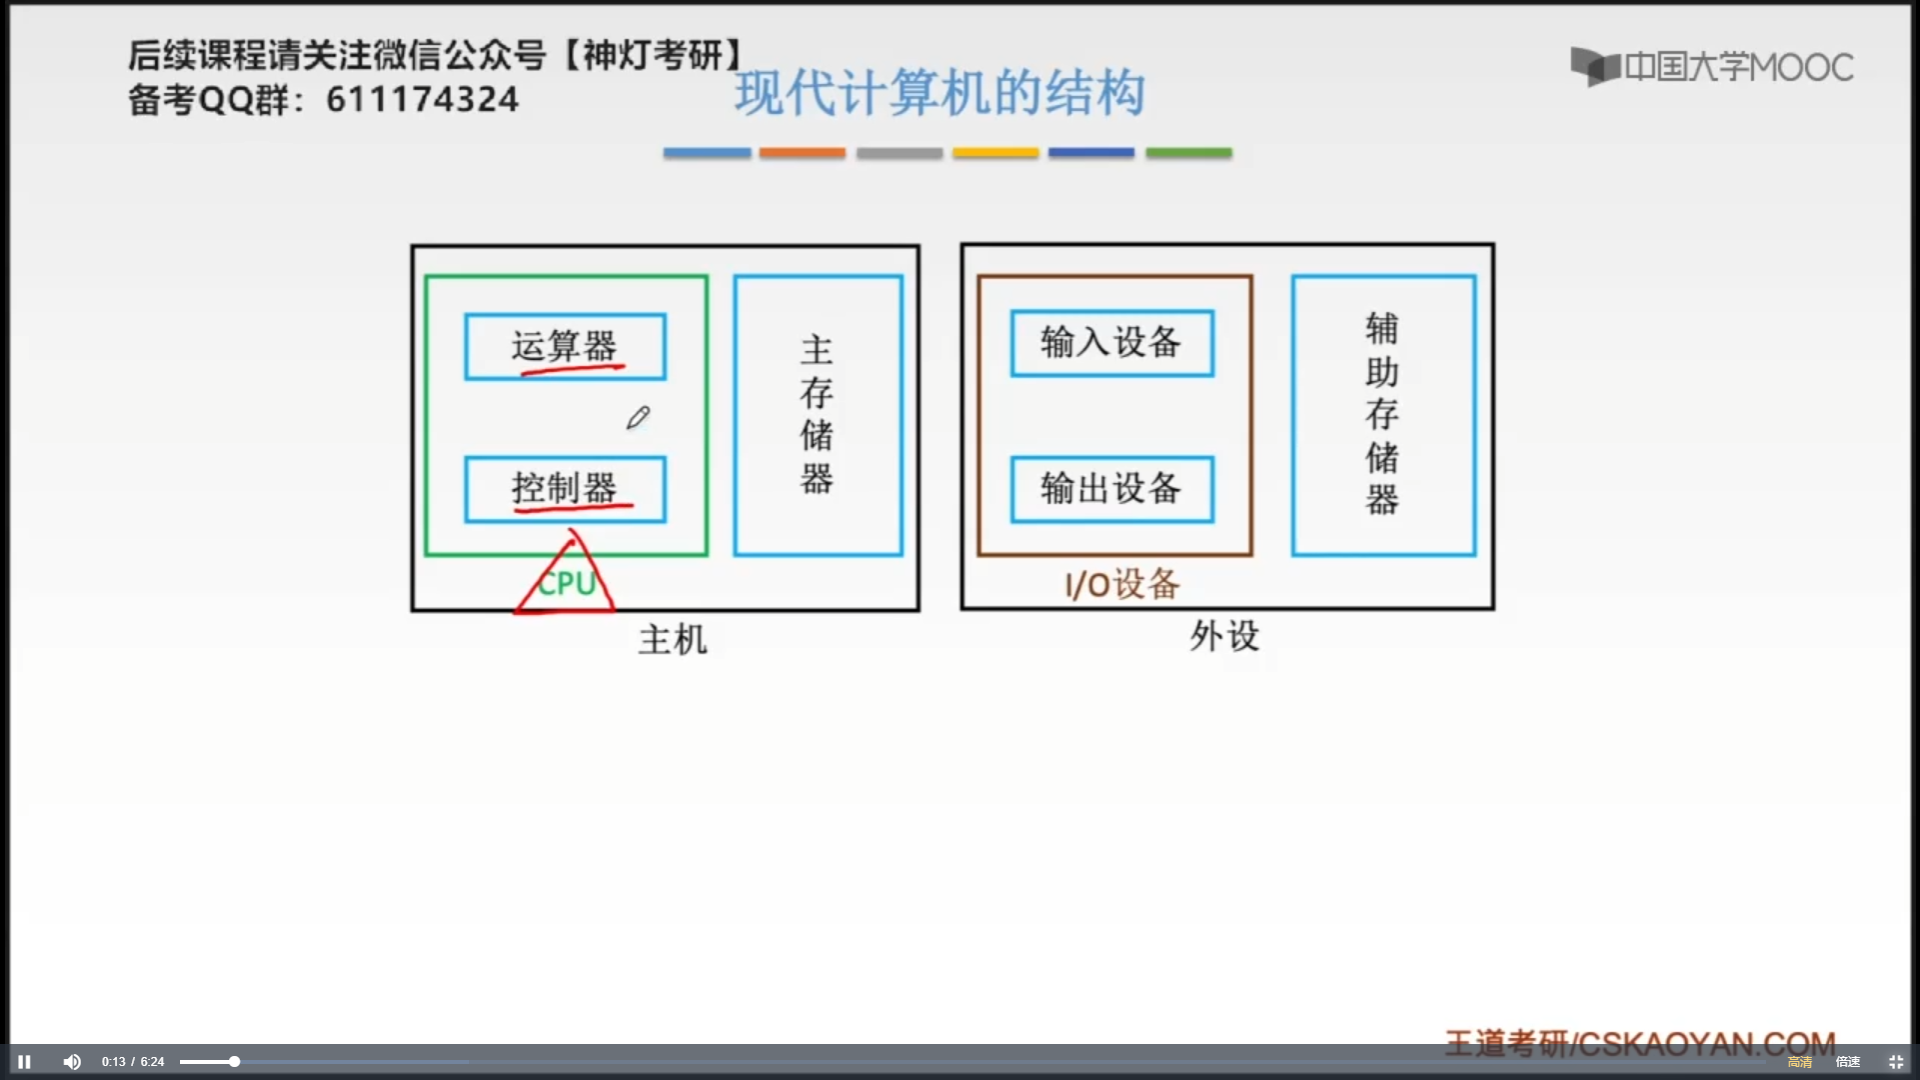 后续课程请关注微信公众号【神灯考研】
备考QQ群：611174324
现代计算机的结构
中国大学MOOC
运算器
控制器
CPU
主存储器
主机
输入设备
输出设备
I/O设备
辅助存储器
外设
王道考研/CSKAOYAN.COM
0:13 / 6:24
高清
倍速